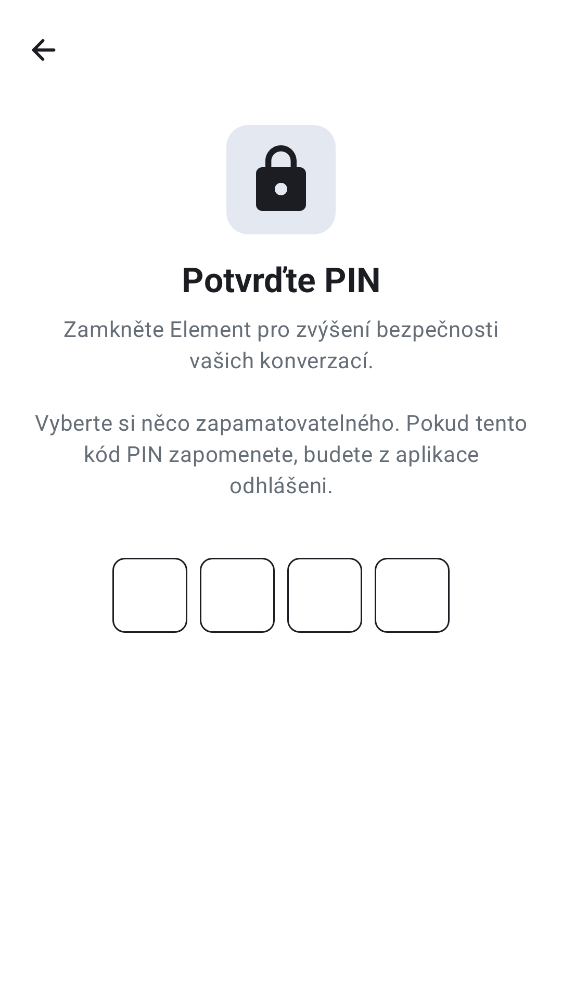 Potvrďte PIN
Zamkněte Element pro zvýšení bezpečnosti
vašich konverzací.
Vyberte si něco zapamatovatelného. Pokud tento
kód PIN zapomenete, budete z aplikace
odhlášeni.